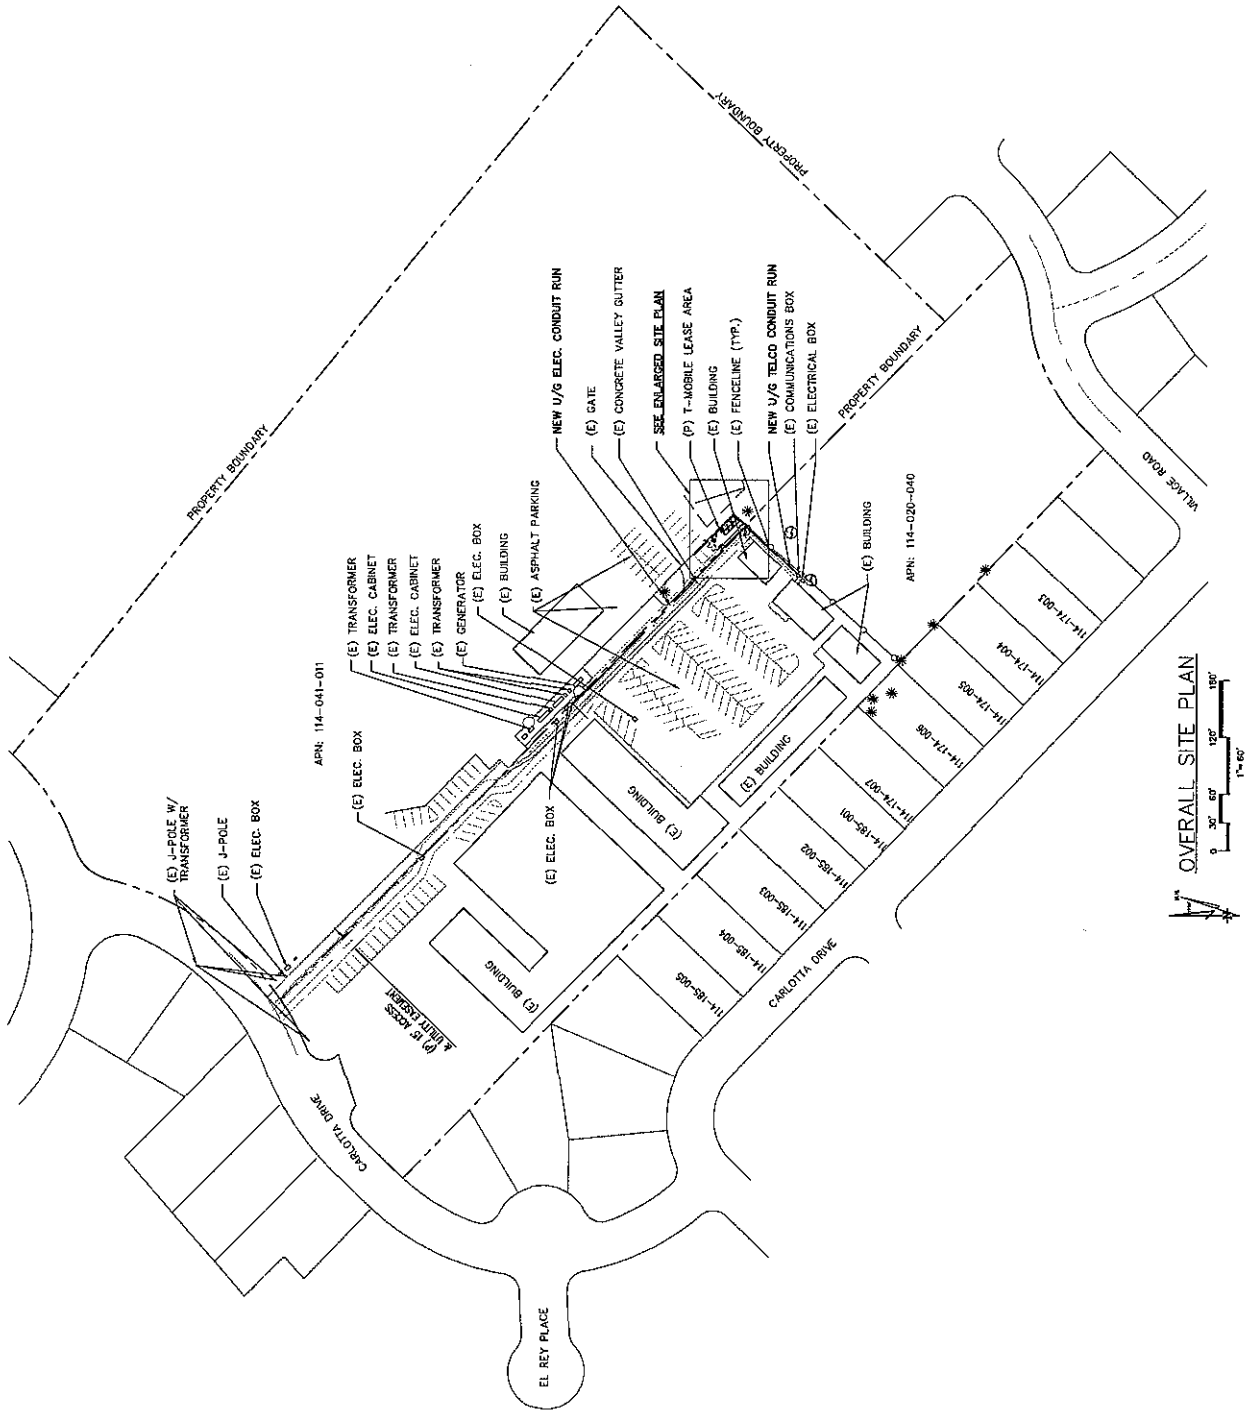 PROPERTY BOUNDARY
PROPERTY BOUNDARY
PROPERTY BOUNDARY
APN: 114-041-011
(E) J-POLE W/
TRANSFORMER
(E) J-POLE
(E) ELEC. BOX
(E) ELEC. BOX
(E) TRANSFORMER
(E) ELEC. CABINET
(E) TRANSFORMER
(E) ELEC. CABINET
(E) TRANSFORMER
(E) GENERATOR
(E) ELEC. BOX
(E) BUILDING
(E) ASPHALT PARKING
NEW U/G ELEC. CONDUIT RUN
(E) GATE
(E) CONCRETE VALLEY GUTTER
SEE ENLARGED SITE PLAN
(P) T-MOBILE LEASE AREA
(E) BUILDING
(E) FENCELINE (TYP.)
NEW U/G TELCO CONDUIT RUN
(E) COMMUNICATIONS BOX
(E) ELECTRICAL BOX
(E) BUILDING
APN: 114-020-040
(E) ELEC. BOX
(E) BUILDING
(E) BUILDING
(E) BUILDING
(P) 15' ACCESS
& UTILITY EASEMENT
CARLOTTA DRIVE
EL REY PLACE
CARLOTTA DRIVE
VILLAGE ROAD
114-174-003
114-174-004
114-174-005
114-174-006
114-174-007
114-185-001
114-185-002
114-185-003
114-185-004
114-185-005
OVERALL SITE PLAN
0 30' 60' 120' 180'
1"=60'